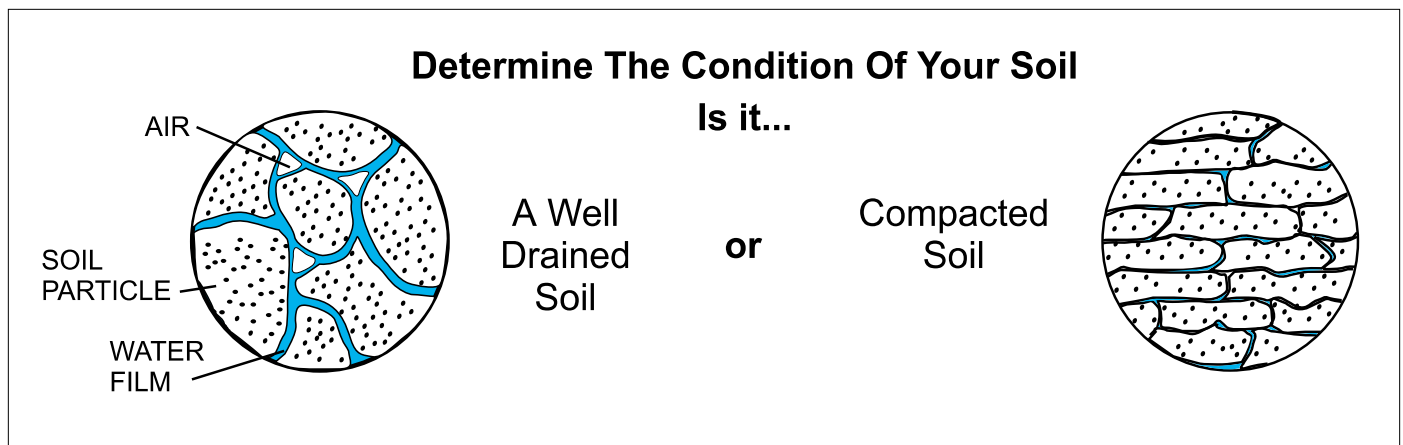 Determine The Condition Of Your Soil
Is it...
AIR
SOIL
PARTICLE
WATER
FILM
A Well
Drained
Soil
or
Compacted
Soil